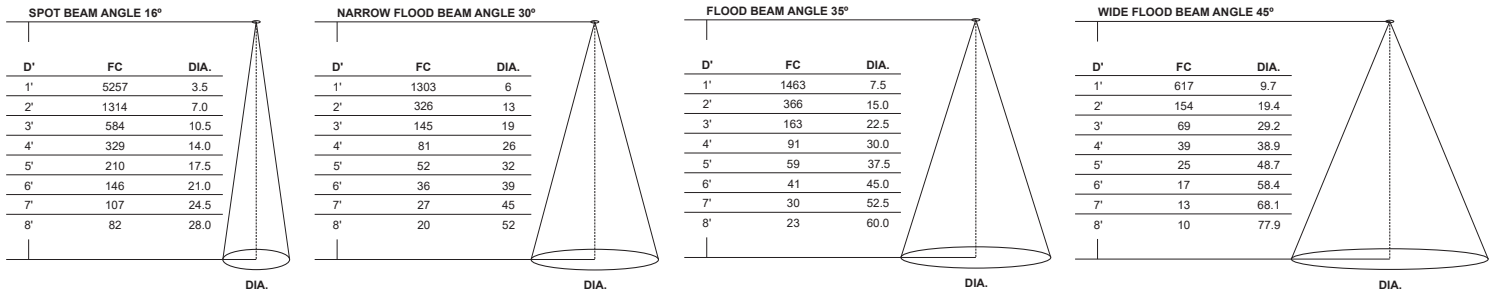 SPOT BEAM ANGLE 16º
D' FC DIA.
1' 5257 3.5
2' 1314 7.0
3' 584 10.5
4' 329 14.0
5' 210 17.5
6' 146 21.0
7' 107 24.5
8' 82 28.0
DIA.
NARROW FLOOD BEAM ANGLE 30º
D' FC DIA.
1' 1303 6
2' 326 13
3' 145 19
4' 81 26
5' 52 32
6' 36 39
7' 27 45
8' 20 52
DIA.
FLOOD BEAM ANGLE 35º
D' FC DIA.
1' 1463 7.5
2' 366 15.0
3' 163 22.5
4' 91 30.0
5' 59 37.5
6' 41 45.0
7' 30 52.5
8' 23 60.0
DIA.
WIDE FLOOD BEAM ANGLE 45º
D' FC DIA.
1' 617 9.7
2' 154 19.4
3' 69 29.2
4' 39 38.9
5' 25 48.7
6' 17 58.4
7' 13 68.1
8' 10 77.9
DIA.